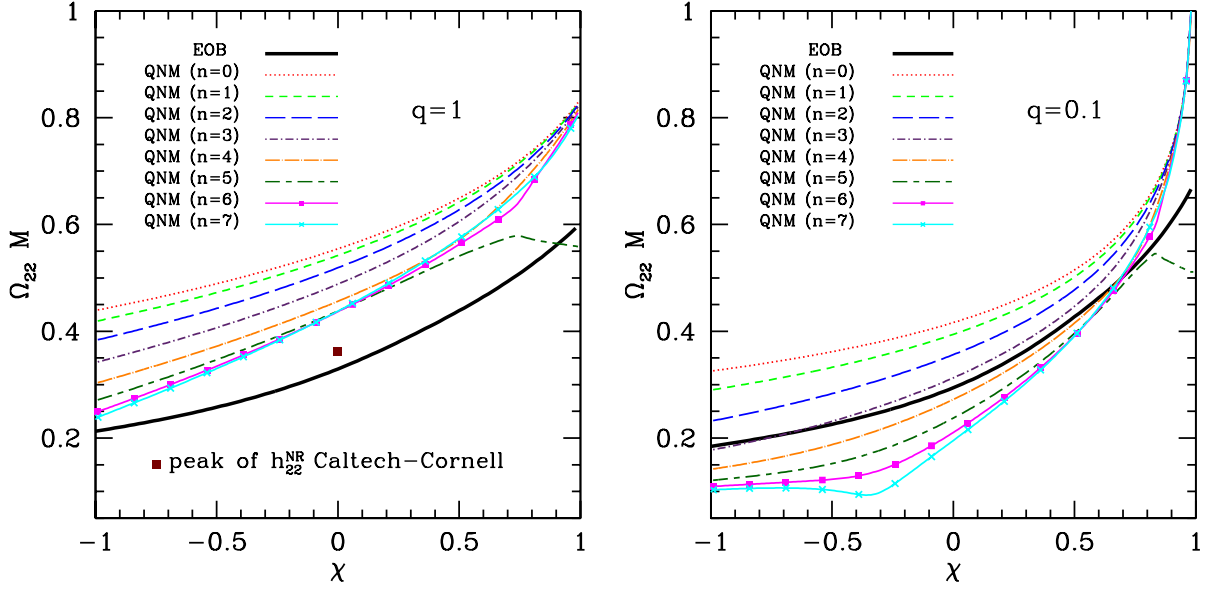 EOB
QNM (n=0)
QNM (n=1)
QNM (n=2)
QNM (n=3)
QNM (n=4)
QNM (n=5)
QNM (n=6)
QNM (n=7)
q=1
peak of h₂₂ᴺᴿ Caltech−Cornell
1
0.8
0.6
0.4
0.2
Ω₂₂ M
−1
−0.5
0
0.5
1
χ
EOB
QNM (n=0)
QNM (n=1)
QNM (n=2)
QNM (n=3)
QNM (n=4)
QNM (n=5)
QNM (n=6)
QNM (n=7)
q=0.1
1
0.8
0.6
0.4
0.2
Ω₂₂ M
−1
−0.5
0
0.5
1
χ